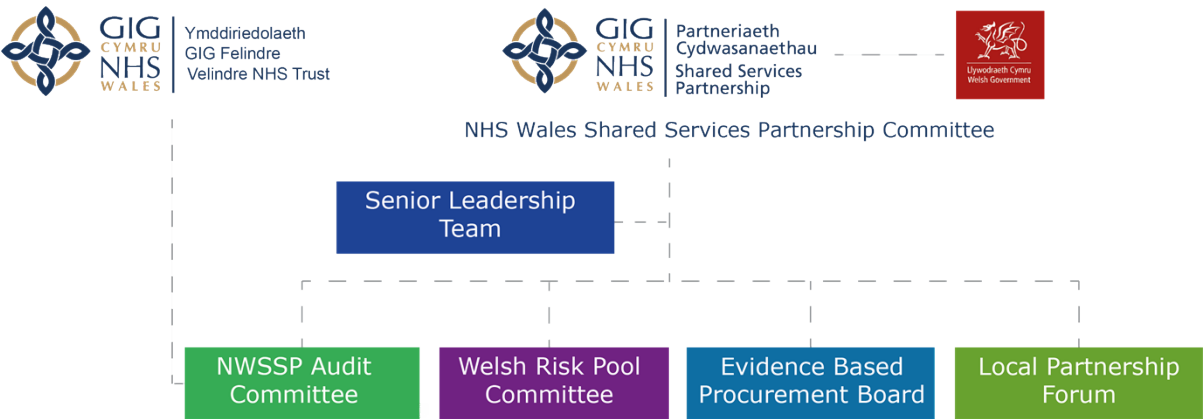 GIG
CYMRU
NHS
WALES
Ymddiriedolaeth
GIG Felindre
Velindre NHS Trust
GIG
CYMRU
NHS
WALES
Partneriaeth
Cydwasanaethau
Shared Services
Partnership
Llywodraeth Cymru
Welsh Government
NHS Wales Shared Services Partnership Committee
Senior Leadership
Team
NWSSP Audit
Committee
Welsh Risk Pool
Committee
Evidence Based
Procurement Board
Local Partnership
Forum